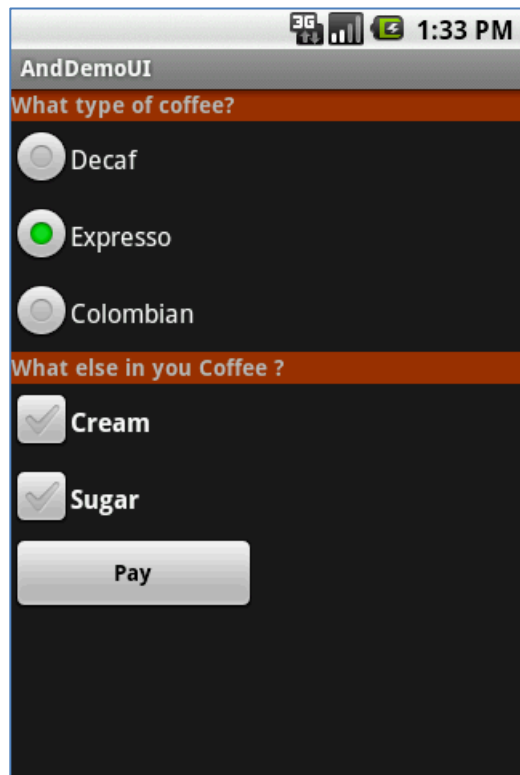 3G 1:33 PM
AndDemoUI
What type of coffee?
Decaf
Expresso
Colombian
What else in you Coffee ?
Cream
Sugar
Pay